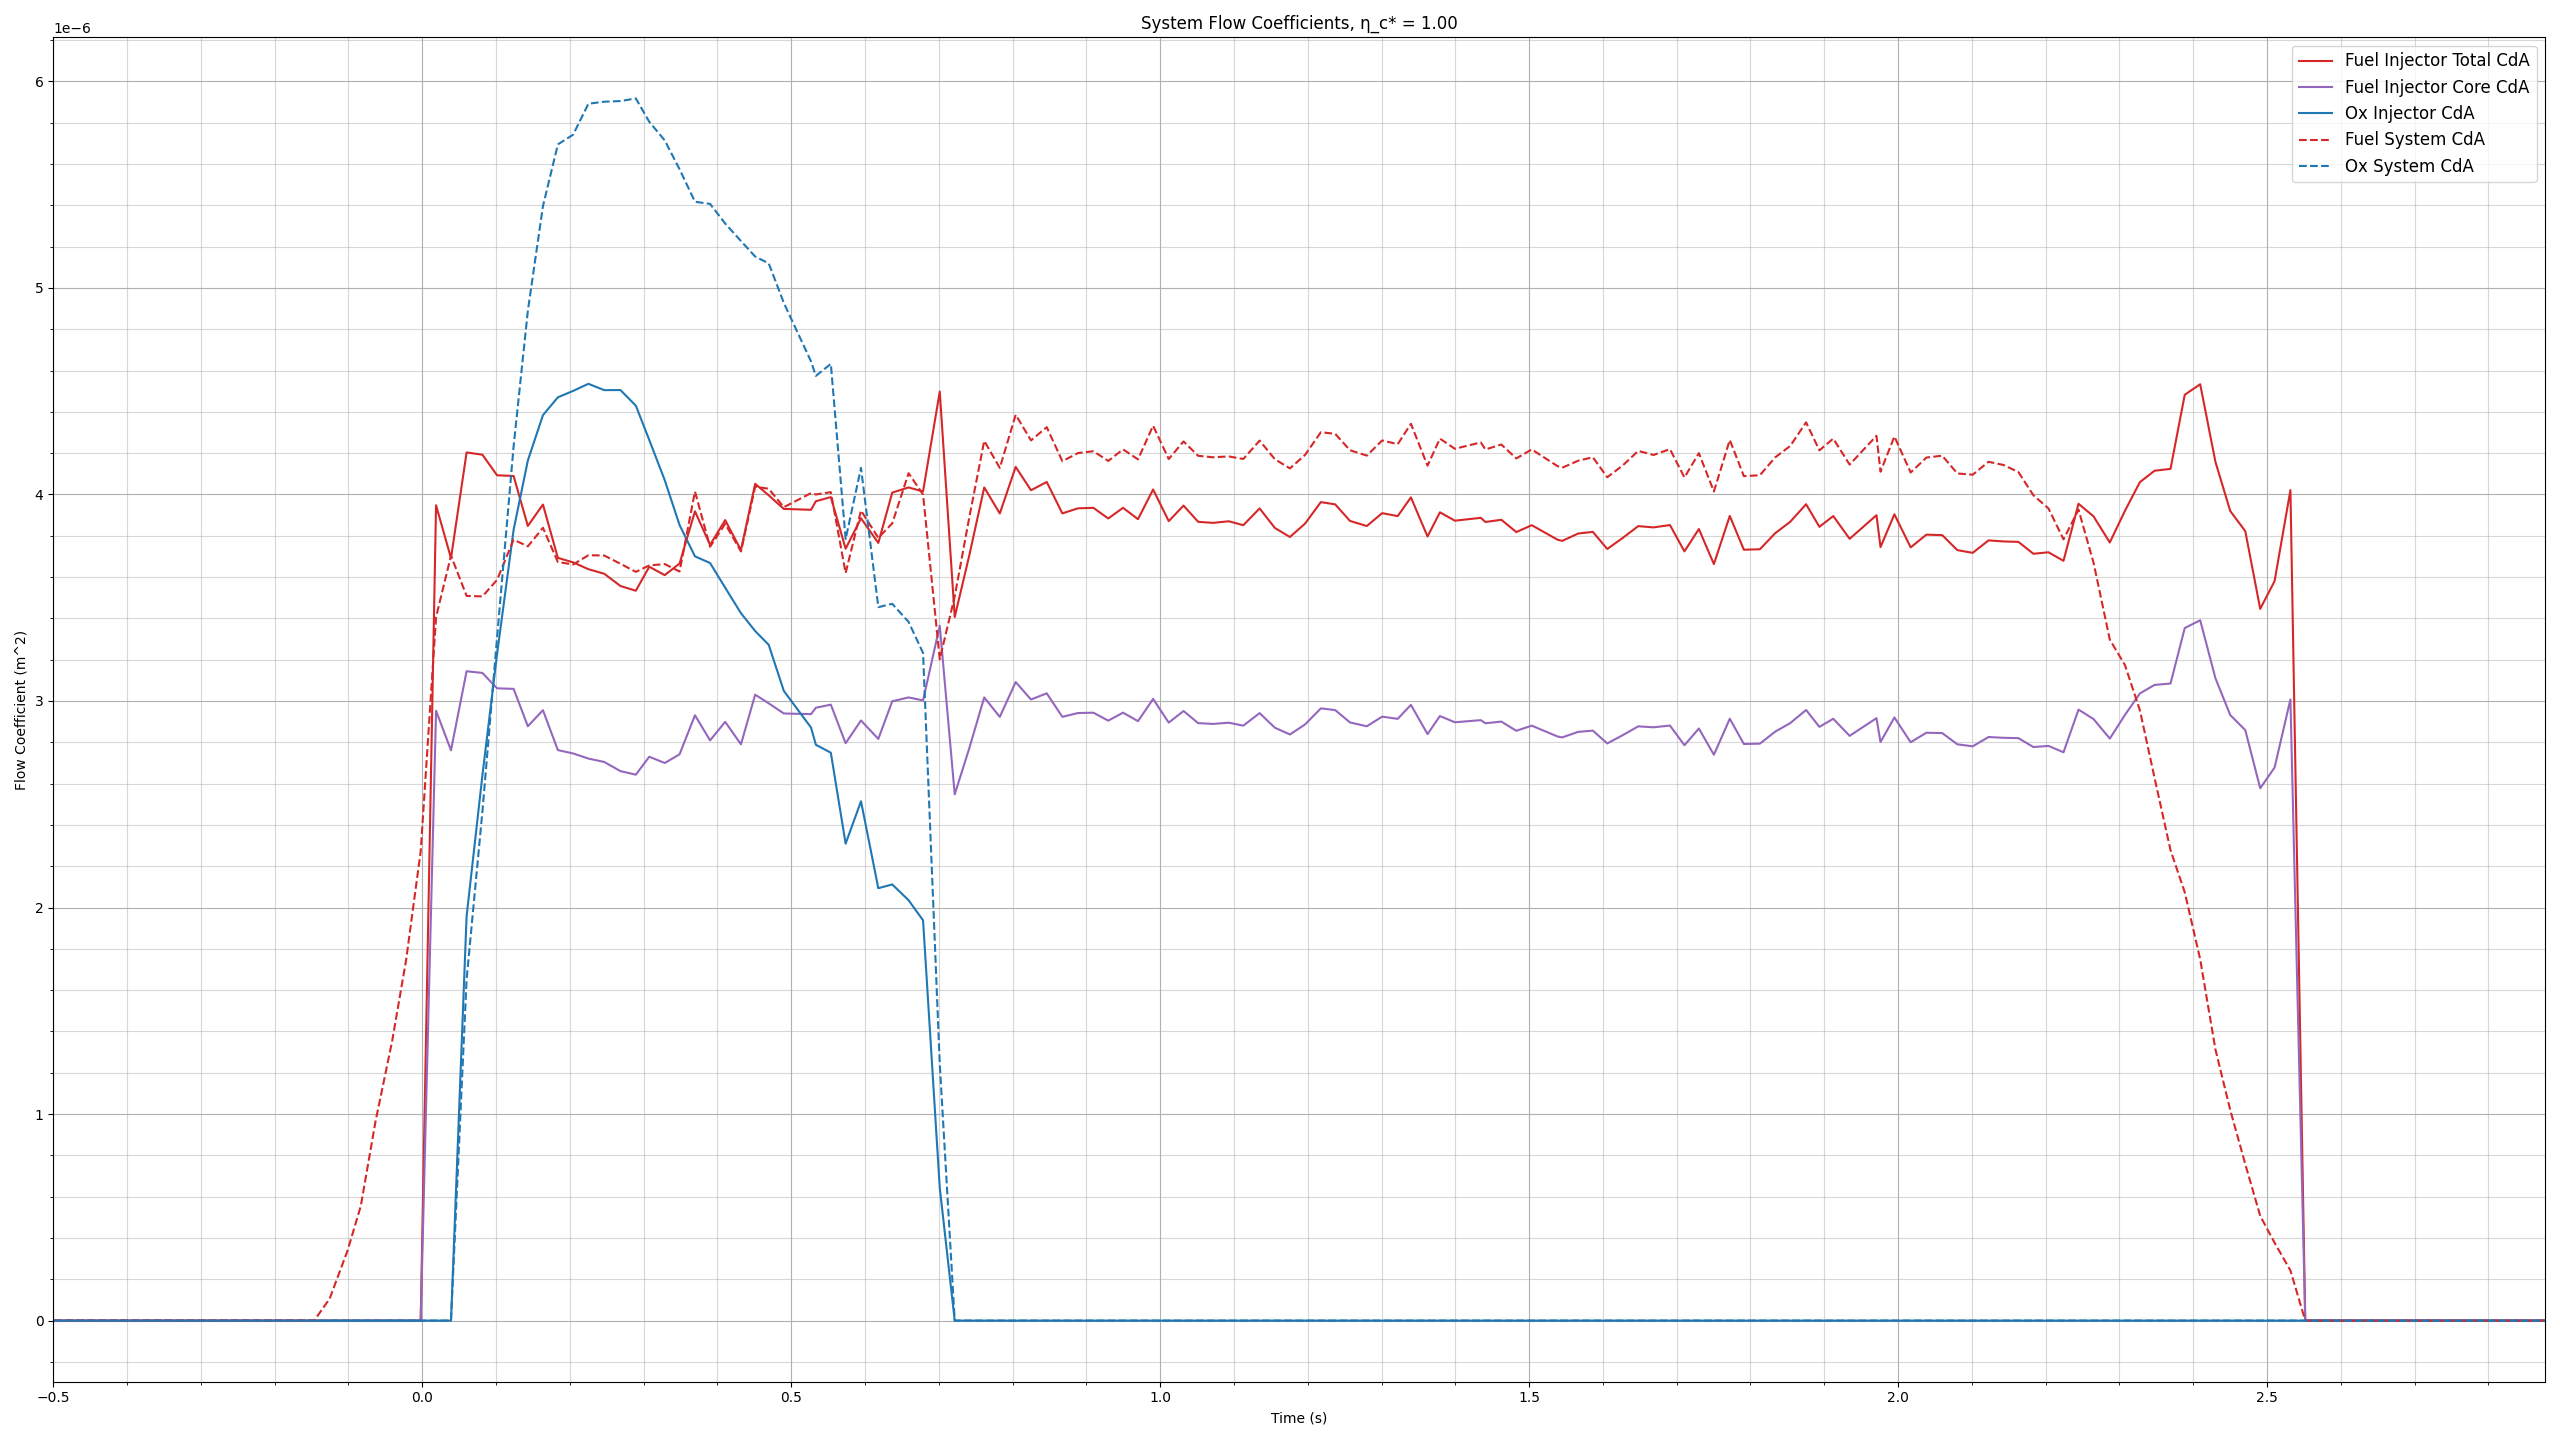 System Flow Coefficients, η_c* = 1.00
1e−6
Fuel Injector Total CdA
Fuel Injector Core CdA
Ox Injector CdA
Fuel System CdA
Ox System CdA
6
5
4
3
2
1
0
Flow Coefficient (m^2)
−0.5 0.0 0.5 1.0 1.5 2.0 2.5
Time (s)